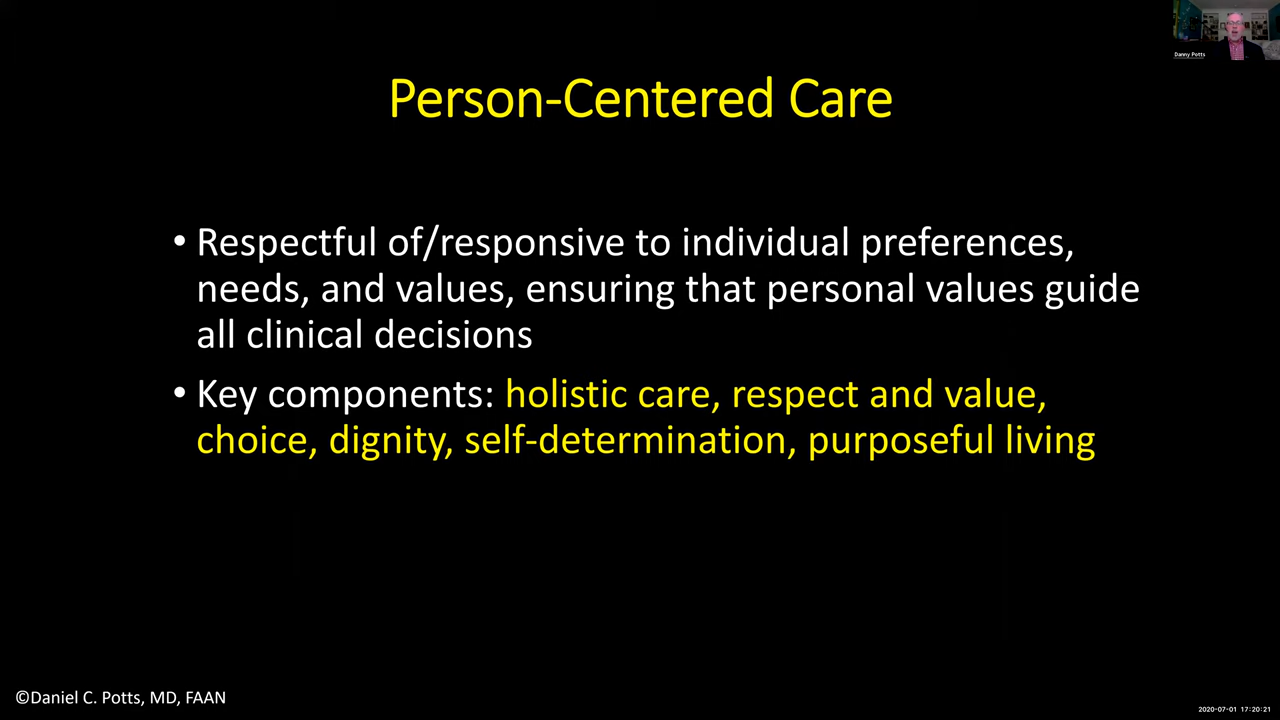 Danny Potts
Person-Centered Care
• Respectful of/responsive to individual preferences,
needs, and values, ensuring that personal values guide
all clinical decisions
• Key components: holistic care, respect and value,
choice, dignity, self-determination, purposeful living
©Daniel C. Potts, MD, FAAN
2020-07-01 17:20:21